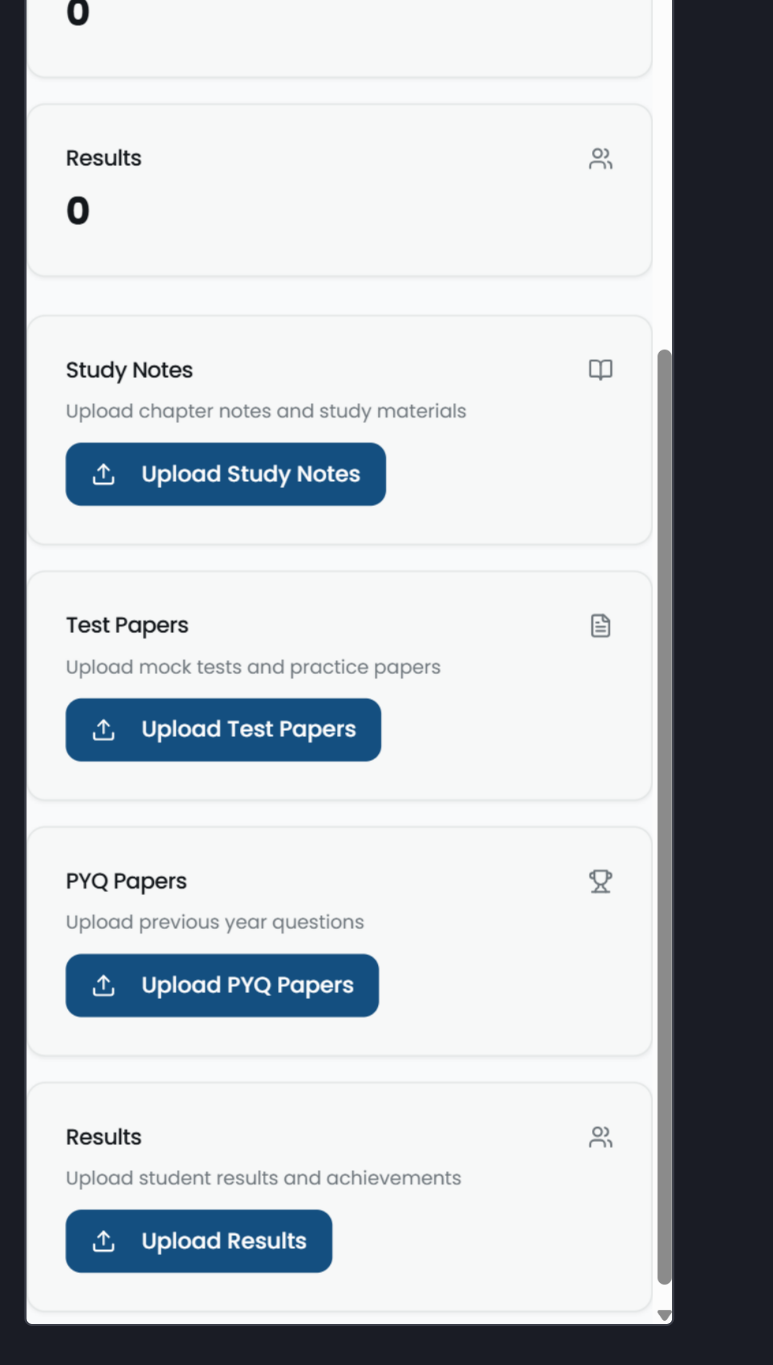 0
Results
0
Study Notes
Upload chapter notes and study materials
Upload Study Notes
Test Papers
Upload mock tests and practice papers
Upload Test Papers
PYQ Papers
Upload previous year questions
Upload PYQ Papers
Results
Upload student results and achievements
Upload Results